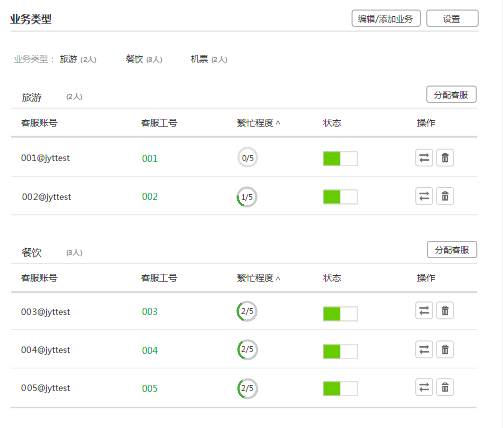 业务类型 编辑/添加业务 设置
业务类型： 旅游 (2人) 餐饮 (3人) 机票 (2人)
旅游 (2人) 分配客服
客服账号 客服工号 繁忙程度 ^ 状态 操作
001@jyttest 001 0/5
002@jyttest 002 1/5
餐饮 (3人) 分配客服
客服账号 客服工号 繁忙程度 ^ 状态 操作
003@jyttest 003 2/5
004@jyttest 004 2/5
005@jyttest 005 2/5